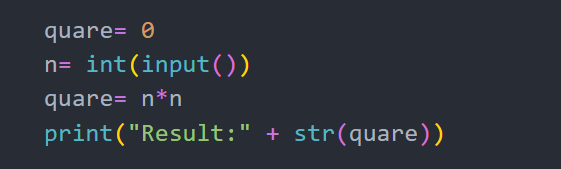 quare= 0
n= int(input())
quare= n*n
print("Result:" + str(quare))